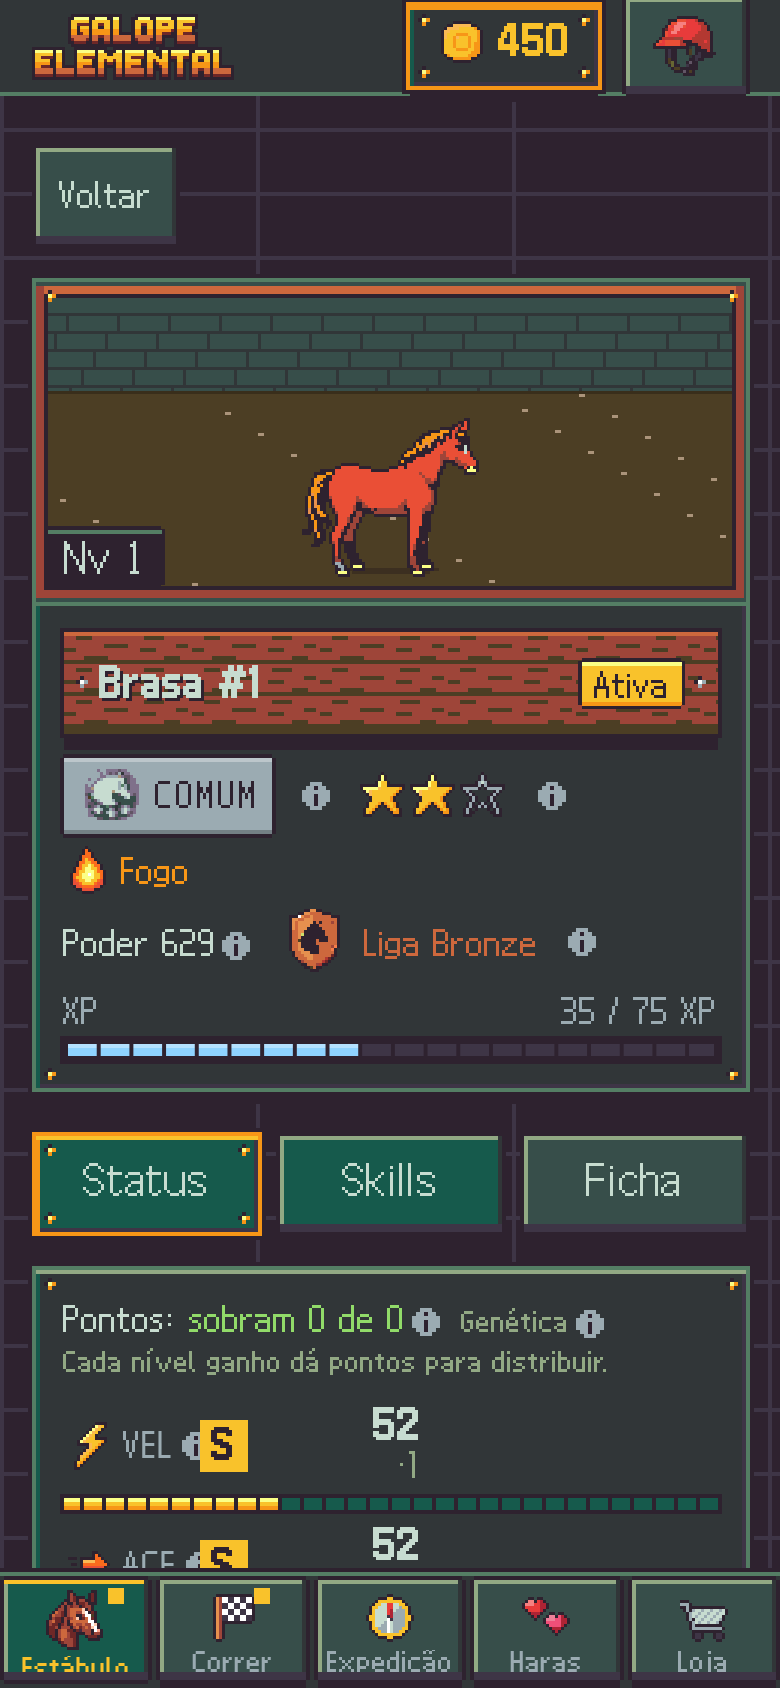 GALOPE
ELEMENTAL
450
Voltar
Nv 1
Brasa #1
Ativa
COMUM
Fogo
Poder 629
Liga Bronze
XP
35 / 75 XP
Status
Skills
Ficha
Pontos: sobram 0 de 0
Genética
Cada nível ganho dá pontos para distribuir.
VEL
S
52
·1
ACE
S
52
Estábulo
Correr
Expedição
Haras
Loja